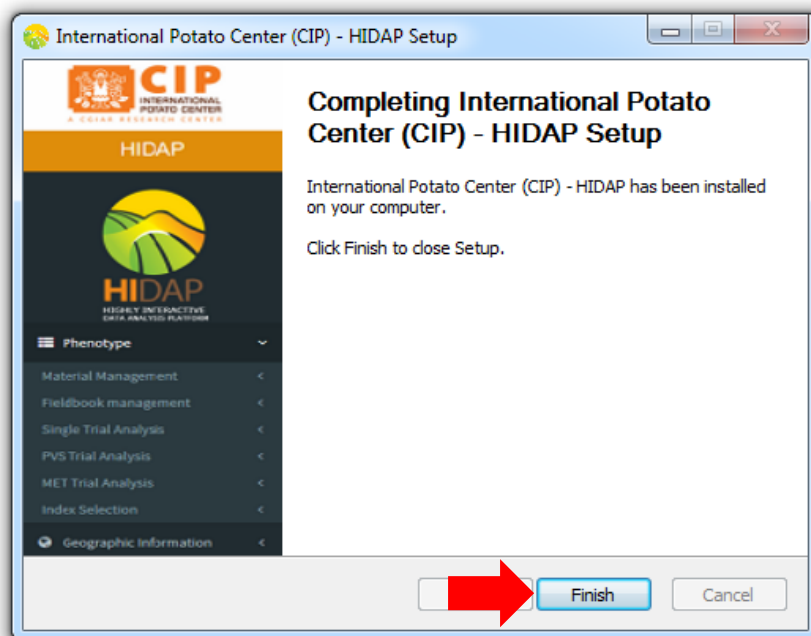 International Potato Center (CIP) - HIDAP Setup
CIP
INTERNATIONAL
POTATO CENTER
A CGIAR RESEARCH CENTER
HIDAP
HIDAP
HIGHLY INTERACTIVE
DATA ANALYSIS PLATFORM
Phenotype
Material Management
Fieldbook management
Single Trial Analysis
PVS Trial Analysis
MET Trial Analysis
Index Selection
Geographic Information
Completing International Potato
Center (CIP) - HIDAP Setup
International Potato Center (CIP) - HIDAP has been installed
on your computer.
Click Finish to close Setup.
Finish
Cancel